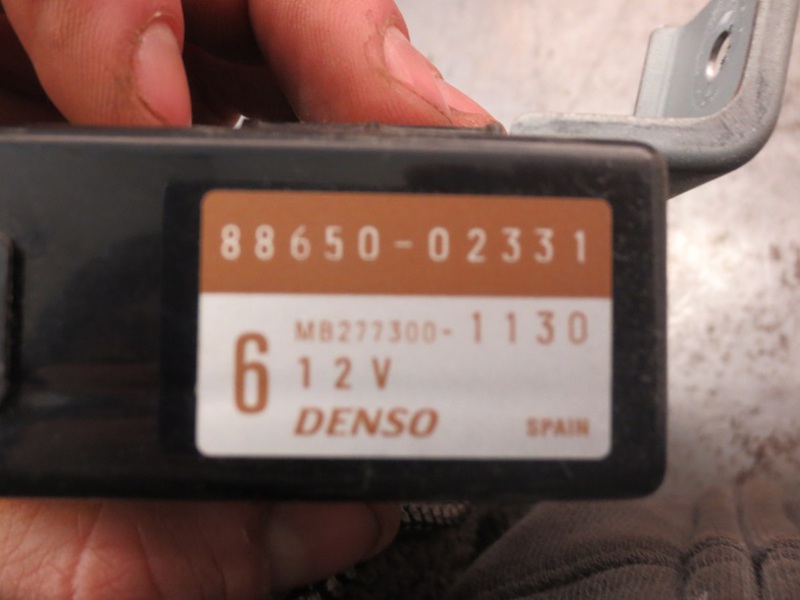 88650-02331
MB277300-1130
6
12V
DENSO
SPAIN